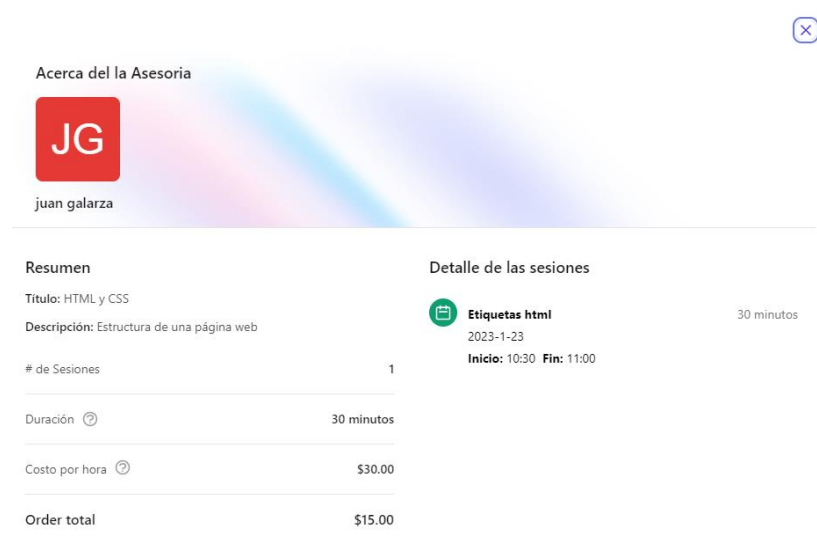 Acerca del la Asesoria
JG
juan galarza
Resumen
Título: HTML y CSS
Descripción: Estructura de una página web
# de Sesiones 1
Duración 30 minutos
Costo por hora $30.00
Order total $15.00
Detalle de las sesiones
Etiquetas html 30 minutos
2023-1-23
Inicio: 10:30 Fin: 11:00